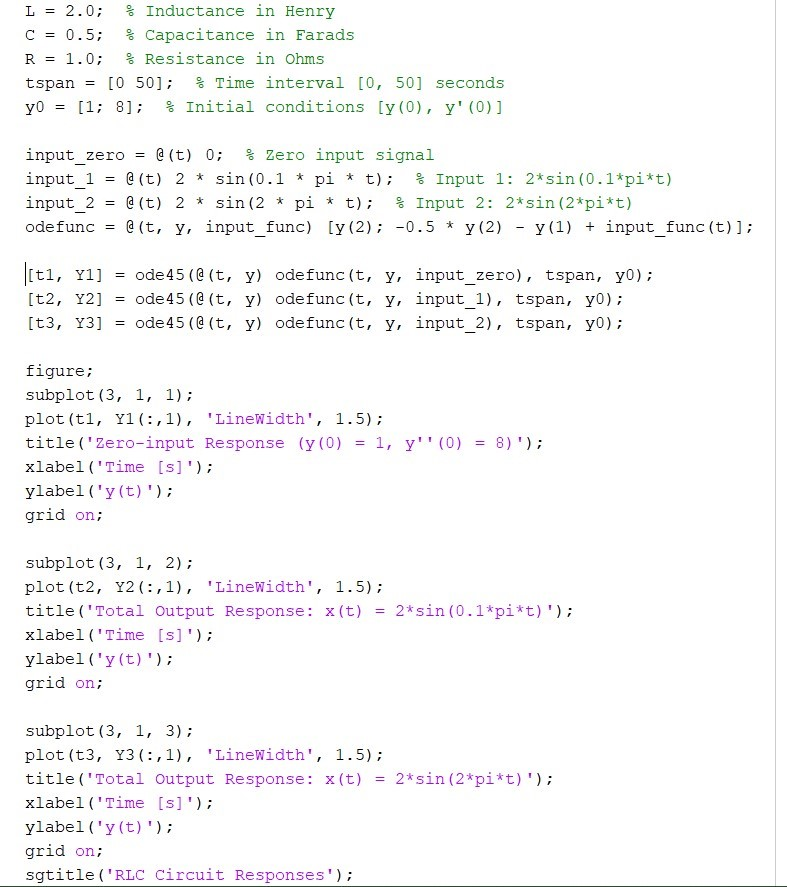 L = 2.0;  % Inductance in Henry
C = 0.5;  % Capacitance in Farads
R = 1.0;  % Resistance in Ohms
tspan = [0 50];  % Time interval [0, 50] seconds
y0 = [1; 8];  % Initial conditions [y(0), y'(0)]

input_zero = @(t) 0;  % Zero input signal
input_1 = @(t) 2 * sin(0.1 * pi * t);  % Input 1: 2*sin(0.1*pi*t)
input_2 = @(t) 2 * sin(2 * pi * t);  % Input 2: 2*sin(2*pi*t)
odefunc = @(t, y, input_func) [y(2); -0.5 * y(2) - y(1) + input_func(t)];

[t1, Y1] = ode45(@(t, y) odefunc(t, y, input_zero), tspan, y0);
[t2, Y2] = ode45(@(t, y) odefunc(t, y, input_1), tspan, y0);
[t3, Y3] = ode45(@(t, y) odefunc(t, y, input_2), tspan, y0);

figure;
subplot(3, 1, 1);
plot(t1, Y1(:,1), 'LineWidth', 1.5);
title('Zero-input Response (y(0) = 1, y''(0) = 8)');
xlabel('Time [s]');
ylabel('y(t)');
grid on;

subplot(3, 1, 2);
plot(t2, Y2(:,1), 'LineWidth', 1.5);
title('Total Output Response: x(t) = 2*sin(0.1*pi*t)');
xlabel('Time [s]');
ylabel('y(t)');
grid on;

subplot(3, 1, 3);
plot(t3, Y3(:,1), 'LineWidth', 1.5);
title('Total Output Response: x(t) = 2*sin(2*pi*t)');
xlabel('Time [s]');
ylabel('y(t)');
grid on;
sgtitle('RLC Circuit Responses');